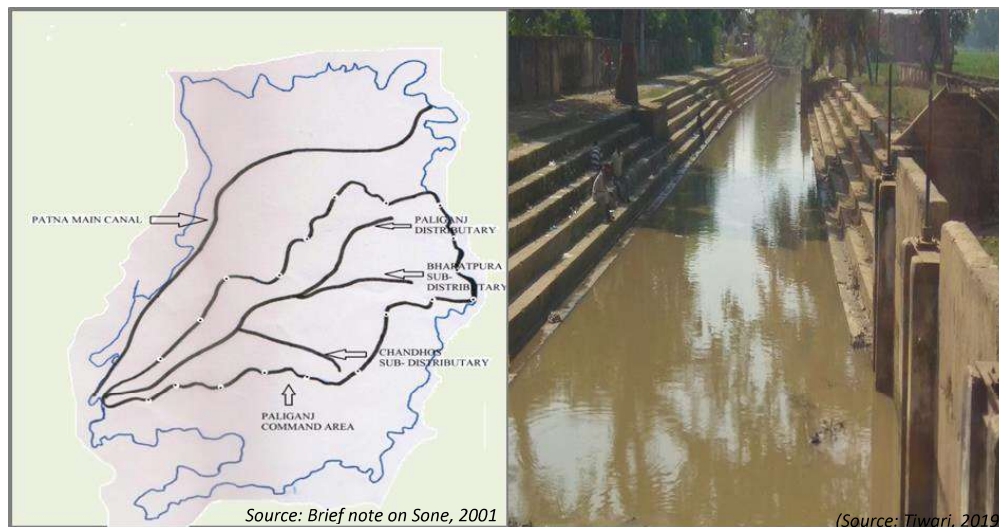 PATNA MAIN CANAL
PALIGANJ
DISTRIBUTARY
BHARATPURA
SUB-
DISTRIBUTARY
CHANDHOS
SUB- DISTRIBUTARY
PALIGANJ
COMMAND AREA
Source: Brief note on Sone, 2001
(Source: Tiwari, 2019